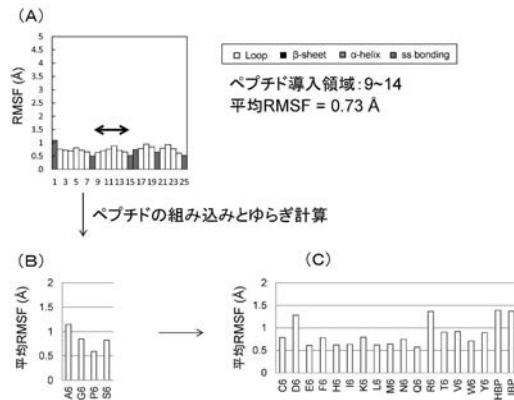 (A)
RMSF (Å)
5
4.5
4
3.5
3
2.5
2
1.5
1
0.5
0
1 3 5 7 9 11 13 15 17 19 21 23 25
Loop β-sheet α-helix ss bonding
ペプチド導入領域:9~14
平均RMSF = 0.73 Å
ペプチドの組み込みとゆらぎ計算
(B)
平均RMSF (Å)
2
1.5
1
0.5
0
A6 G6 P6 S6
(C)
平均RMSF (Å)
2
1.5
1
0.5
0
C6 D6 E6 F6 H6 I6 K6 L6 M6 N6 Q6 R6 T6 V6 W6 Y6 HBP IBP